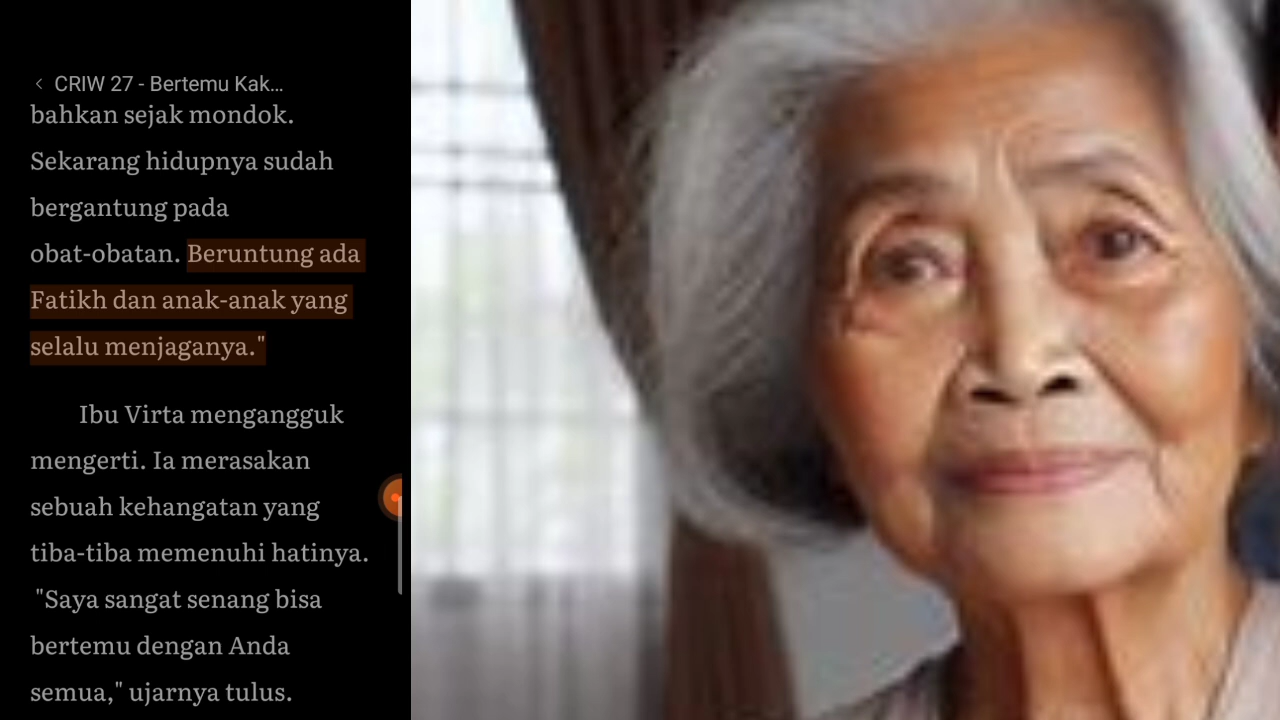 CRIW 27 - Bertemu Kak...
bahkan sejak mondok.
Sekarang hidupnya sudah
bergantung pada
obat-obatan. Beruntung ada
Fatikh dan anak-anak yang
selalu menjaganya."
Ibu Virta mengangguk
mengerti. Ia merasakan
sebuah kehangatan yang
tiba-tiba memenuhi hatinya.
"Saya sangat senang bisa
bertemu dengan Anda
semua," ujarnya tulus.